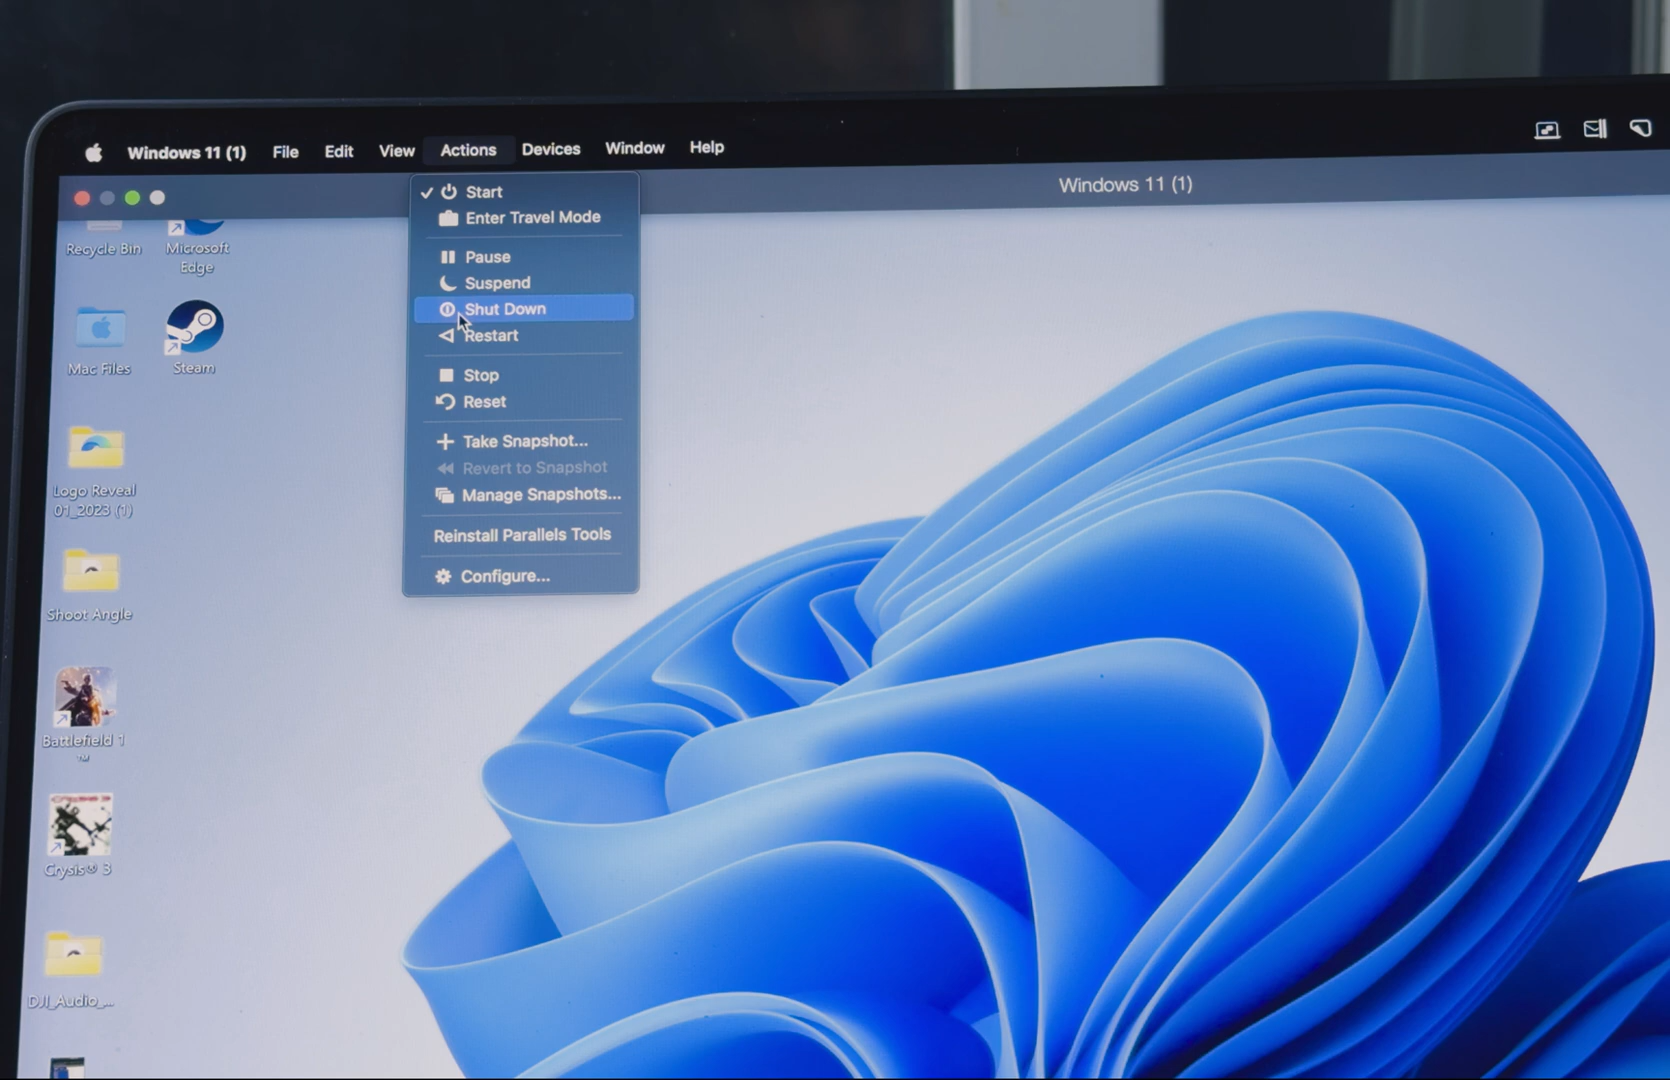 Windows 11 (1) File Edit View Actions Devices Window Help
Windows 11 (1)
Start
Enter Travel Mode
Pause
Suspend
Shut Down
Restart
Stop
Reset
Take Snapshot...
Revert to Snapshot
Manage Snapshots...
Reinstall Parallels Tools
Configure...
Recycle Bin
Microsoft
Edge
Mac Files
Steam
Logo Reveal
01_2023 (1)
Shoot Angle
Battlefield 1
™
Crysis® 3
DJI_Audio_...